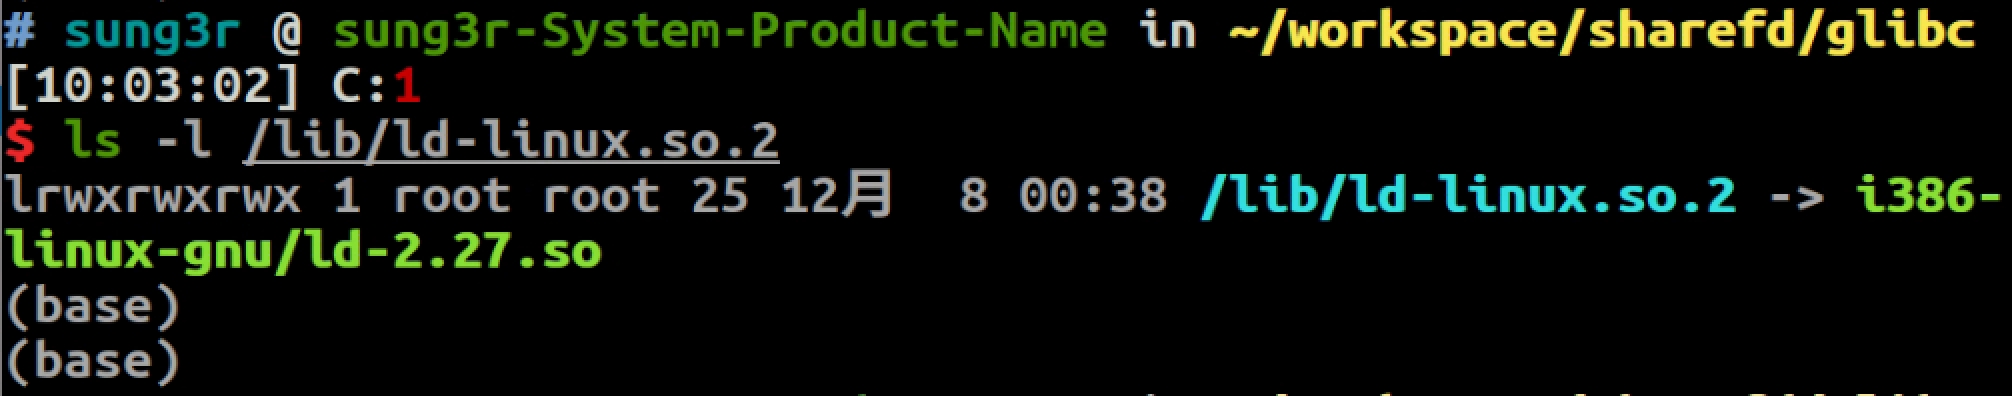 # sung3r @ sung3r-System-Product-Name in ~/workspace/sharefd/glibc
[10:03:02] C:1
$ ls -l /lib/ld-linux.so.2
lrwxrwxrwx 1 root root 25 12月  8 00:38 /lib/ld-linux.so.2 -> i386-
linux-gnu/ld-2.27.so
(base)
(base)